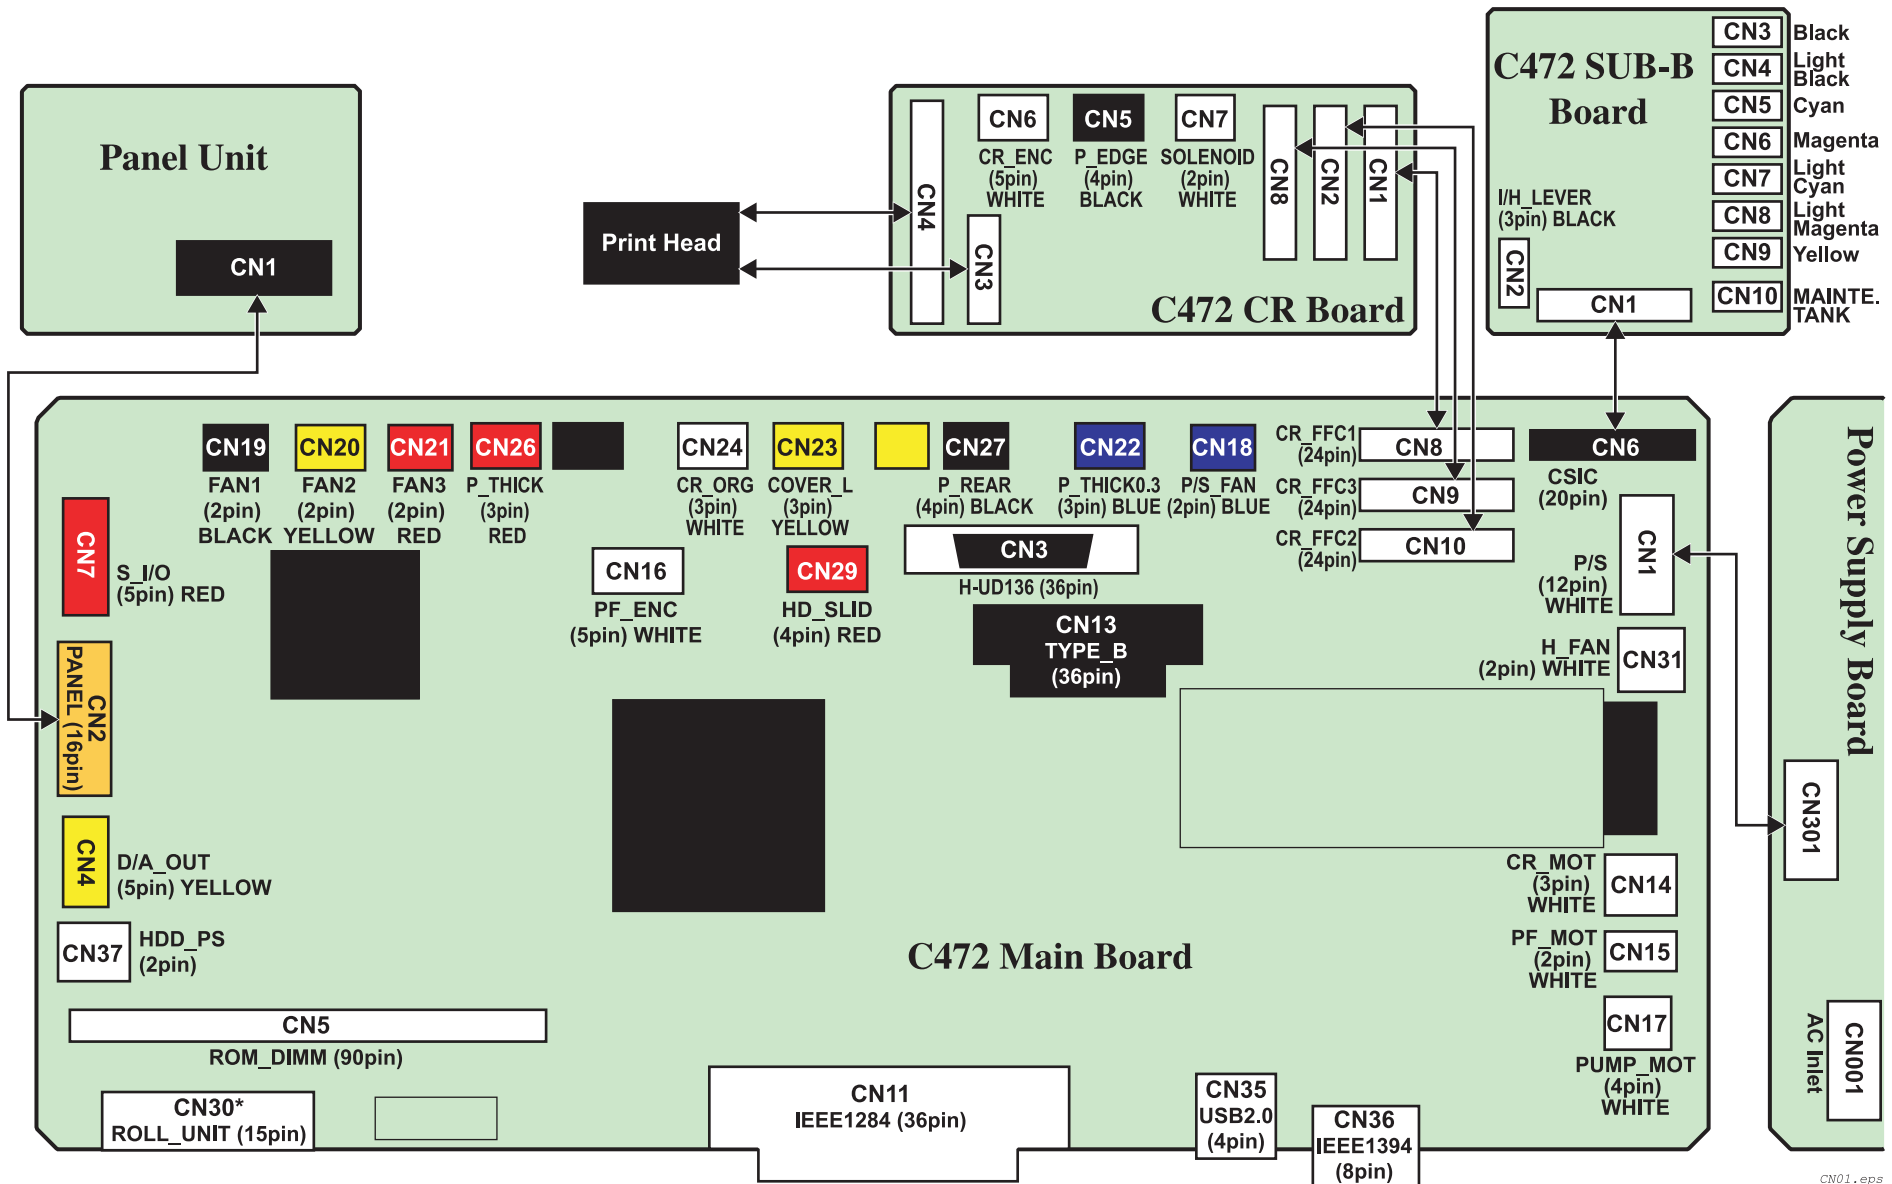 Panel Unit
CN1
Print Head
CN4
CN3
CN6
CR_ENC
(5pin)
WHITE
CN5
P_EDGE
(4pin)
BLACK
CN7
SOLENOID
(2pin)
WHITE
CN8
CN2
CN1
C472 CR Board
C472 SUB-B
Board
I/H_LEVER
(3pin) BLACK
CN2
CN1
CN3 Black
CN4 Light
Black
CN5 Cyan
CN6 Magenta
CN7 Light
Cyan
CN8 Light
Magenta
CN9 Yellow
CN10 MAINTE.
TANK
CN19
FAN1
(2pin)
BLACK
CN20
FAN2
(2pin)
YELLOW
CN21
FAN3
(2pin)
RED
CN26
P_THICK
(3pin)
RED
CN24
CR_ORG
(3pin)
WHITE
CN23
COVER_L
(3pin)
YELLOW
CN27
P_REAR
(4pin) BLACK
CN22
P_THICK0.3
(3pin) BLUE
CN18
P/S_FAN
(2pin) BLUE
CR_FFC1
(24pin)
CN8
CR_FFC3
(24pin)
CN9
CR_FFC2
(24pin)
CN10
CN6
CSIC
(20pin)
CN1
P/S
(12pin)
WHITE
CN7
S_I/O
(5pin) RED
CN16
PF_ENC
(5pin) WHITE
CN29
HD_SLID
(4pin) RED
CN3
H-UD136 (36pin)
CN13
TYPE_B
(36pin)
H_FAN
(2pin) WHITE
CN31
CN2
PANEL (16pin)
CN4
D/A_OUT
(5pin) YELLOW
CN37
HDD_PS
(2pin)
C472 Main Board
CR_MOT
(3pin)
WHITE
CN14
PF_MOT
(2pin)
WHITE
CN15
CN17
PUMP_MOT
(4pin)
WHITE
CN5
ROM_DIMM (90pin)
CN30*
ROLL_UNIT (15pin)
CN11
IEEE1284 (36pin)
CN35
USB2.0
(4pin)
CN36
IEEE1394
(8pin)
Power Supply Board
CN301
CN001
AC Inlet
CN01.eps